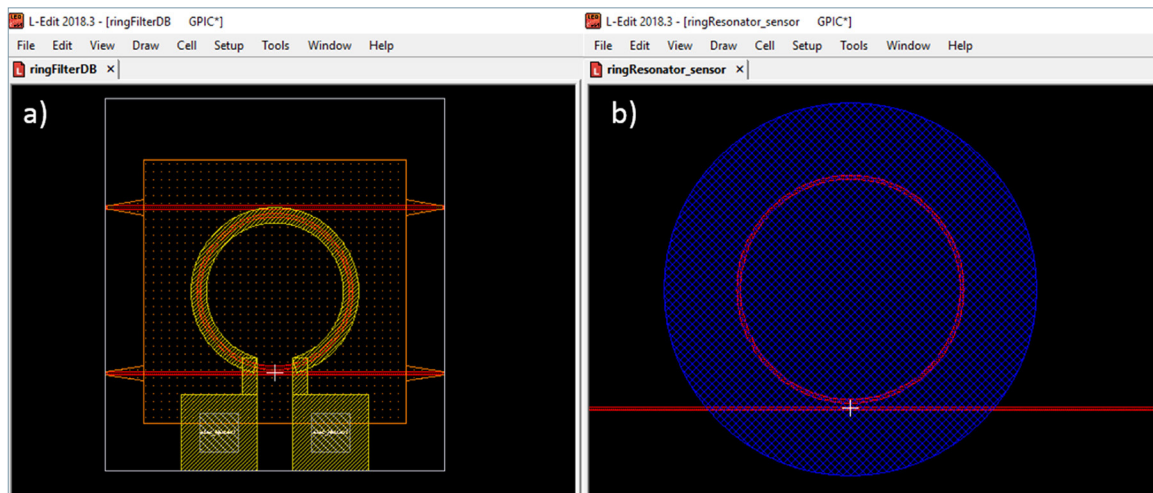 L-Edit 2018.3 - [ringFilterDB GPIC*]
File Edit View Draw Cell Setup Tools Window Help
ringFilterDB ×
a)
L-Edit 2018.3 - [ringResonator_sensor GPIC*]
File Edit View Draw Cell Setup Tools Window Help
ringResonator_sensor ×
b)